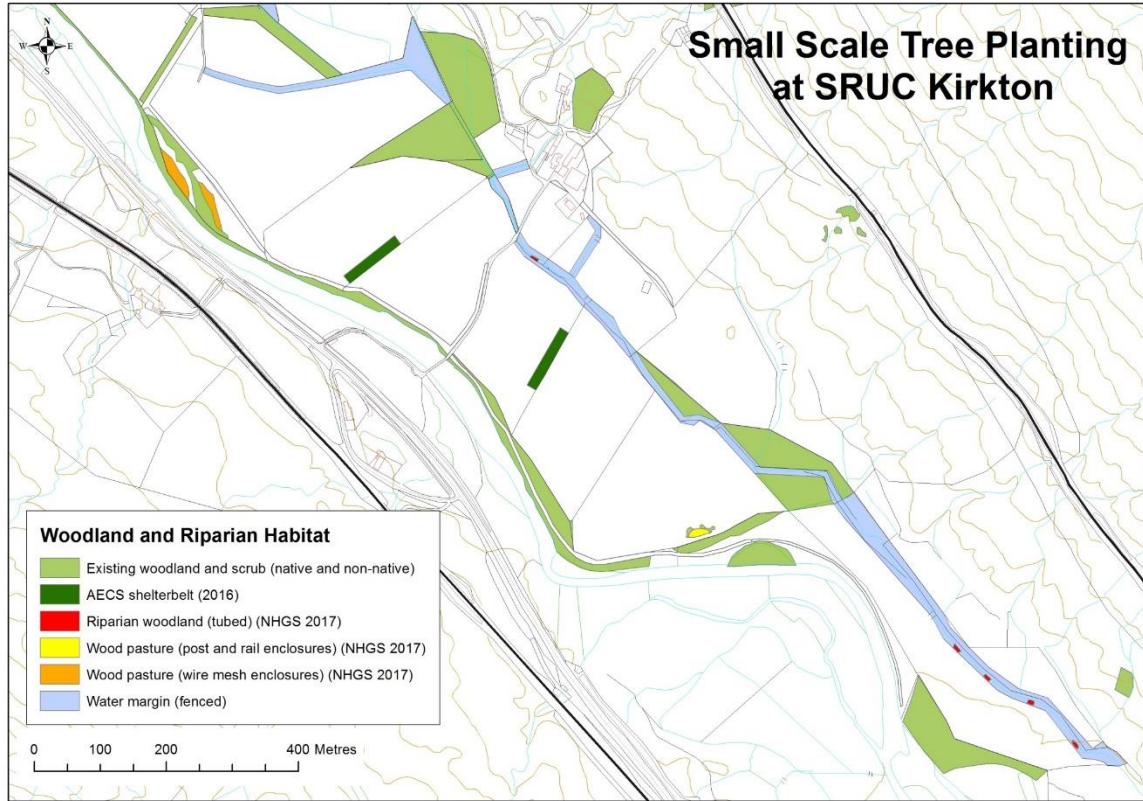 N
W E
S
Small Scale Tree Planting
at SRUC Kirkton
Woodland and Riparian Habitat
Existing woodland and scrub (native and non-native)
AECS shelterbelt (2016)
Riparian woodland (tubed) (NHGS 2017)
Wood pasture (post and rail enclosures) (NHGS 2017)
Wood pasture (wire mesh enclosures) (NHGS 2017)
Water margin (fenced)
0 100 200 400 Metres